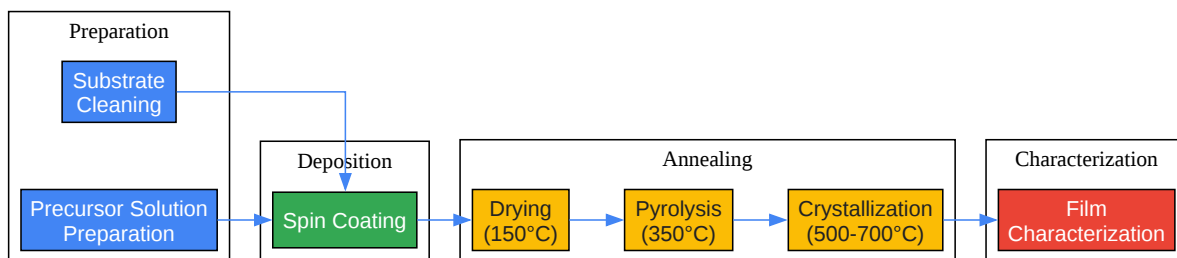 Preparation
Substrate
Cleaning
Precursor Solution
Preparation
Deposition
Spin Coating
Annealing
Drying
(150°C)
Pyrolysis
(350°C)
Crystallization
(500-700°C)
Characterization
Film
Characterization